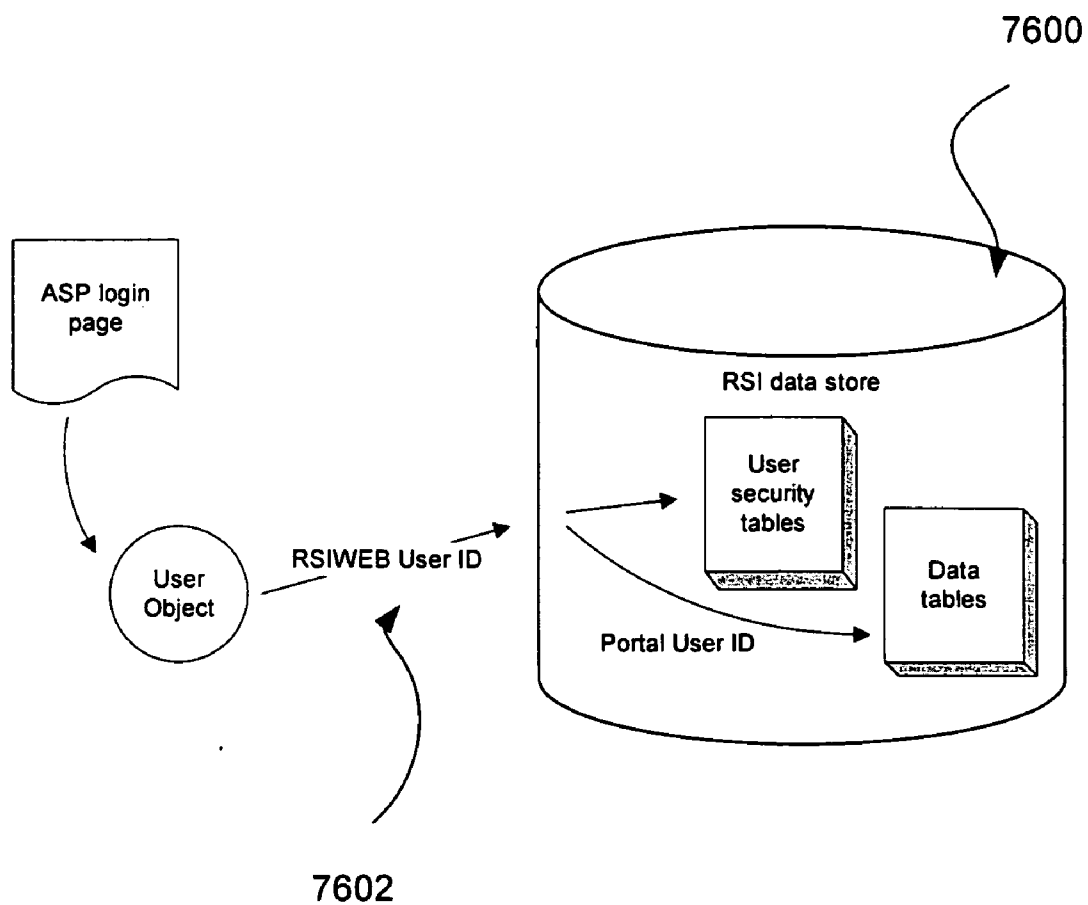 7600
ASP login
page
RSI data store
User
security
tables
RSIWEB User ID
User
Object
Data
tables
Portal User ID
7602